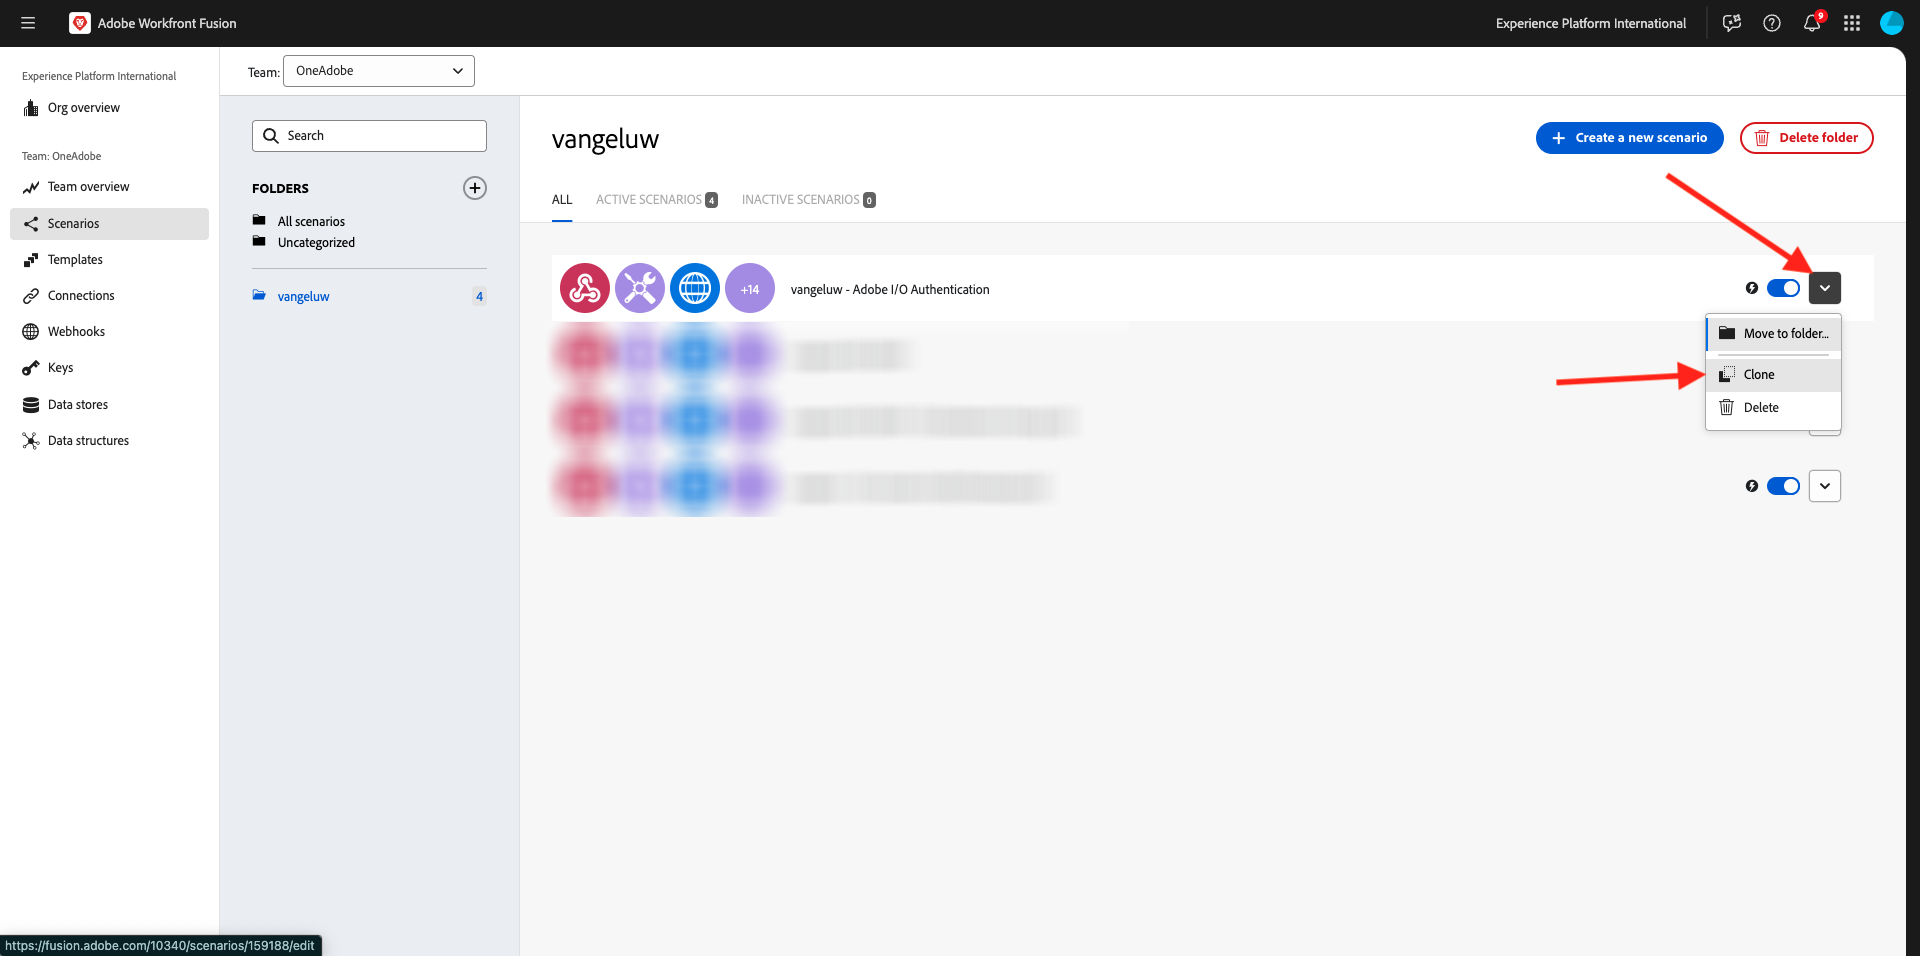 Adobe Workfront Fusion
Experience Platform International
9
Experience Platform International
Org overview
Team: OneAdobe
Team overview
Scenarios
Templates
Connections
Webhooks
Keys
Data stores
Data structures
Team:
OneAdobe
Search
FOLDERS
All scenarios
Uncategorized
vangeluw 4
vangeluw
Create a new scenario
Delete folder
ALL ACTIVE SCENARIOS 4 INACTIVE SCENARIOS 0
+14 vangeluw - Adobe I/O Authentication
Move to folder...
Clone
Delete
https://fusion.adobe.com/10340/scenarios/159188/edit